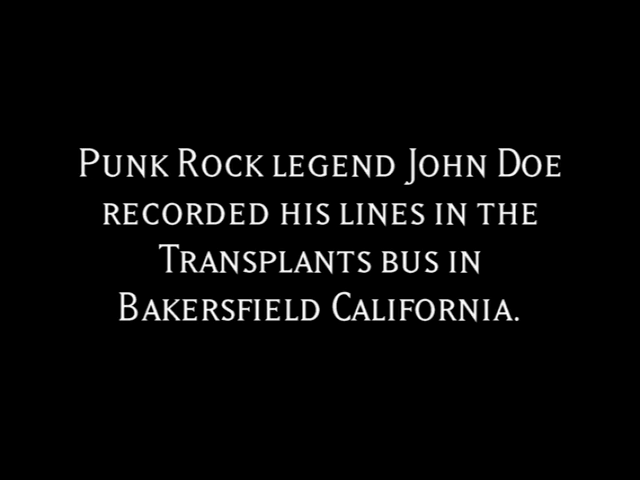 Punk Rock legend John Doe
recorded his lines in the
Transplants bus in
Bakersfield California.